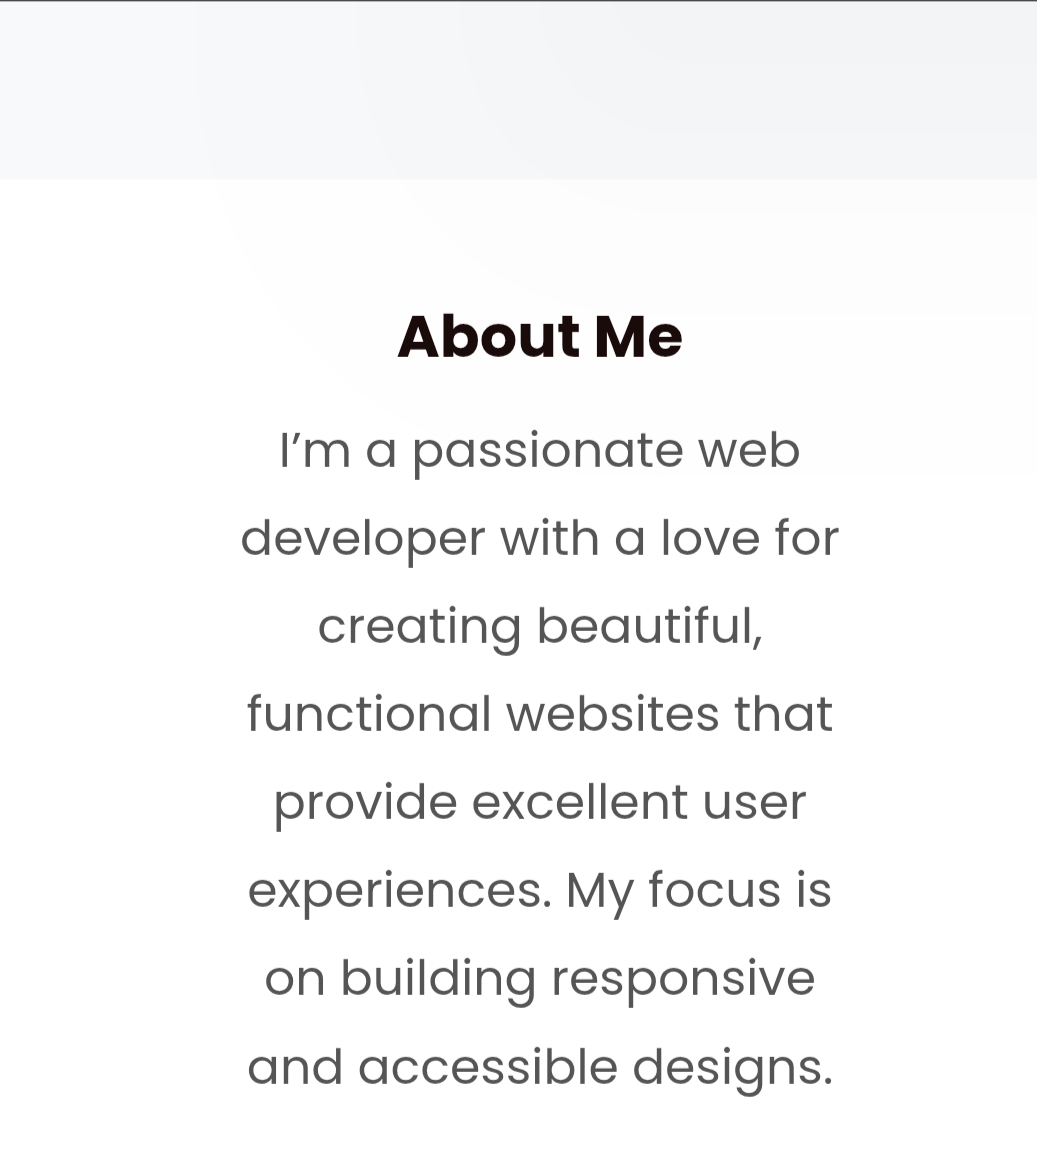 About Me
I’m a passionate web
developer with a love for
creating beautiful,
functional websites that
provide excellent user
experiences. My focus is
on building responsive
and accessible designs.